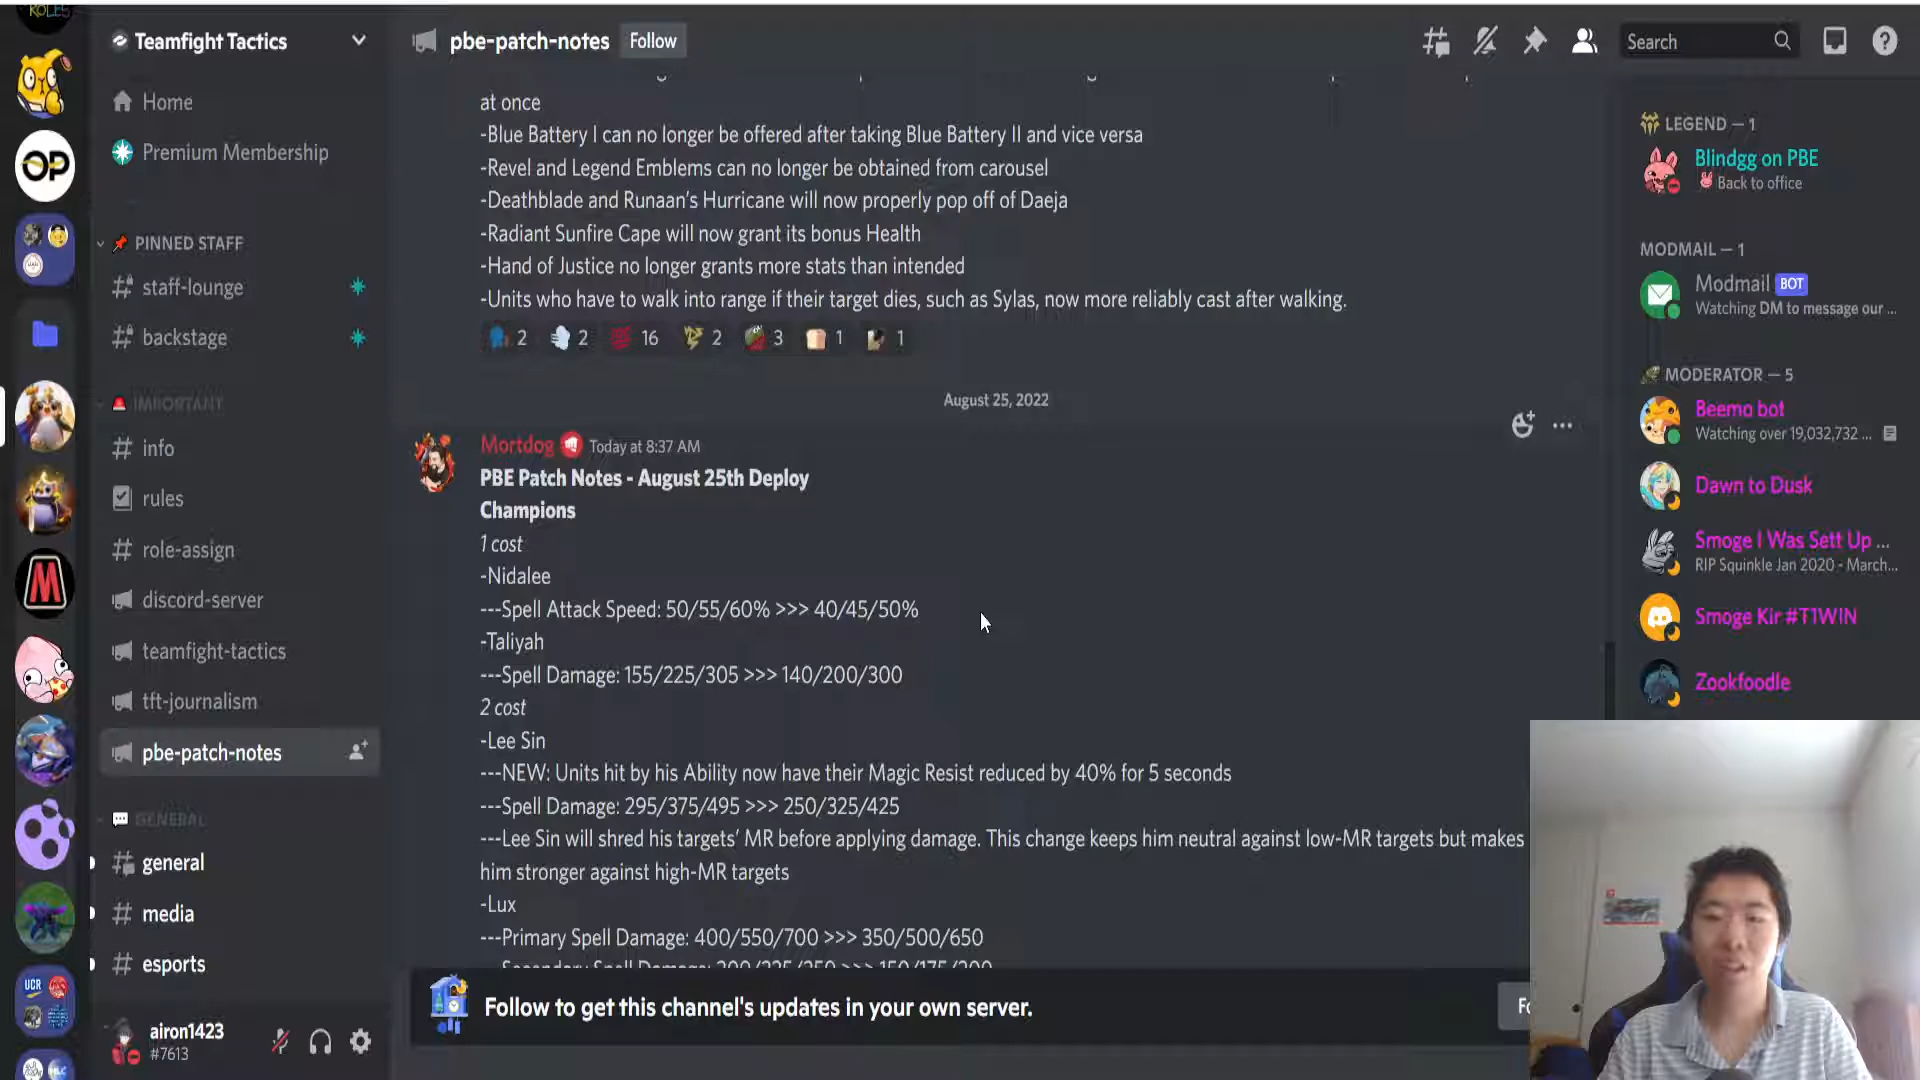 ROLES
Teamfight Tactics
Home
Premium Membership
PINNED STAFF
staff-lounge
backstage
IMPORTANT
info
rules
role-assign
discord-server
teamfight-tactics
tft-journalism
pbe-patch-notes
GENERAL
general
media
esports
airon1423
#7613
OP
M
UCR
pbe-patch-notes
Follow
Search
at once
-Blue Battery I can no longer be offered after taking Blue Battery II and vice versa
-Revel and Legend Emblems can no longer be obtained from carousel
-Deathblade and Runaan's Hurricane will now properly pop off of Daeja
-Radiant Sunfire Cape will now grant its bonus Health
-Hand of Justice no longer grants more stats than intended
-Units who have to walk into range if their target dies, such as Sylas, now more reliably cast after walking.
2 2 16 2 3 1 1
August 25, 2022
Mortdog Today at 8:37 AM
PBE Patch Notes - August 25th Deploy
Champions
1 cost
-Nidalee
---Spell Attack Speed: 50/55/60% >>> 40/45/50%
-Taliyah
---Spell Damage: 155/225/305 >>> 140/200/300
2 cost
-Lee Sin
---NEW: Units hit by his Ability now have their Magic Resist reduced by 40% for 5 seconds
---Spell Damage: 295/375/495 >>> 250/325/425
---Lee Sin will shred his targets' MR before applying damage. This change keeps him neutral against low-MR targets but makes
him stronger against high-MR targets
-Lux
---Primary Spell Damage: 400/550/700 >>> 350/500/650
Follow to get this channel's updates in your own server.
Fo
LEGEND — 1
Blindgg on PBE
Back to office
MODMAIL — 1
Modmail BOT
Watching DM to message our ...
MODERATOR — 5
Beemo bot
Watching over 19,032,732 ...
Dawn to Dusk
Smoge I Was Sett Up ...
RIP Squinkle Jan 2020 - March...
Smoge Kir #T1WIN
Zookfoodle